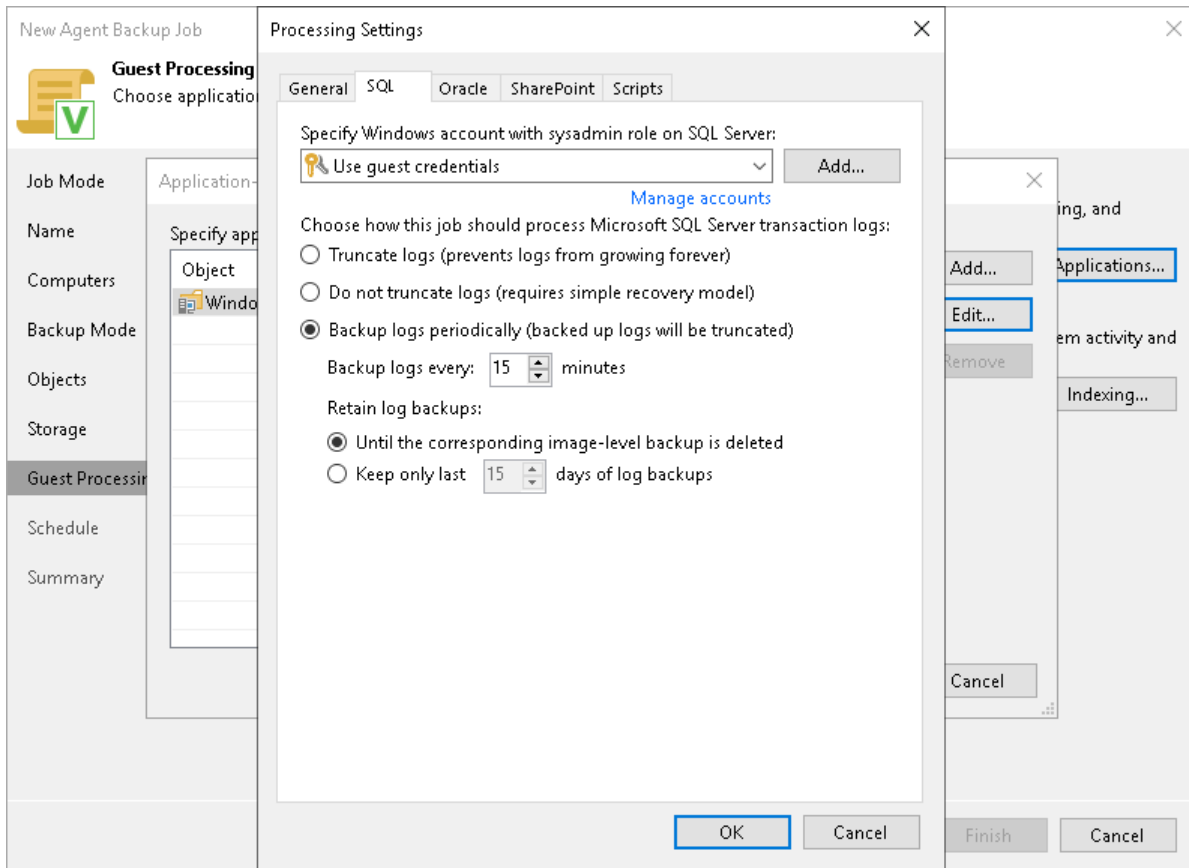 New Agent Backup Job
Guest Processing
Choose applicatio
Job Mode
Name
Computers
Backup Mode
Objects
Storage
Guest Processin
Schedule
Summary
Application-
Specify app
Object
Windo
Processing Settings
General SQL Oracle SharePoint Scripts
Specify Windows account with sysadmin role on SQL Server:
Use guest credentials
Add...
Manage accounts
Choose how this job should process Microsoft SQL Server transaction logs:
Truncate logs (prevents logs from growing forever)
Do not truncate logs (requires simple recovery model)
Backup logs periodically (backed up logs will be truncated)
Backup logs every: 15 minutes
Retain log backups:
Until the corresponding image-level backup is deleted
Keep only last 15 days of log backups
OK Cancel
Add...
Edit...
Remove
Cancel
ing, and
Applications...
em activity and
Indexing...
Finish Cancel